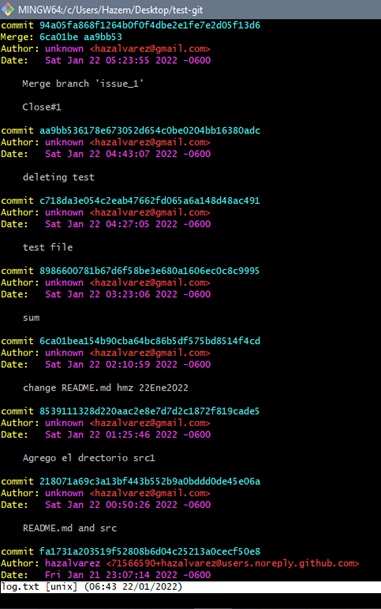 MINGW64:/c/Users/Hazem/Desktop/test-git
commit 94a05fa868f1264b0f0f4dbe2e1fe7e2d05f13d6
Merge: 6ca01be aa9bb53
Author: unknown <hazalvarez@gmail.com>
Date: Sat Jan 22 05:23:55 2022 -0600
Merge branch 'issue_1'
Close#1
commit aa9bb536178e673052d654c0be0204bb16380adc
Author: unknown <hazalvarez@gmail.com>
Date: Sat Jan 22 04:43:07 2022 -0600
deleting test
commit c718da3e054c2eab47662fd065a6a148d48ac491
Author: unknown <hazalvarez@gmail.com>
Date: Sat Jan 22 04:27:05 2022 -0600
test file
commit 8986600781b67d6f58be3e680a1606ec0c8c9995
Author: unknown <hazalvarez@gmail.com>
Date: Sat Jan 22 03:23:06 2022 -0600
sum
commit 6ca01bea154b90cba64bc86b5df575bd8514f4cd
Author: unknown <hazalvarez@gmail.com>
Date: Sat Jan 22 02:10:59 2022 -0600
change README.md hmz 22Ene2022
commit 8539111328d220aac2e8e7d7d2c1872f819cade5
Author: unknown <hazalvarez@gmail.com>
Date: Sat Jan 22 01:25:46 2022 -0600
Agrego el drectorio src1
commit 218071a69c3a13bf443b552b9a0bddd0de45e06a
Author: unknown <hazalvarez@gmail.com>
Date: Sat Jan 22 00:50:26 2022 -0600
README.md and src
commit fa1731a203519f52808b6d04c25213a0cecf50e8
Author: hazalvarez <71566590+hazalvarez@users.noreply.github.com>
Date: Fri Jan 21 23:07:14 2022 -0600
log.txt [unix] (06:43 22/01/2022)